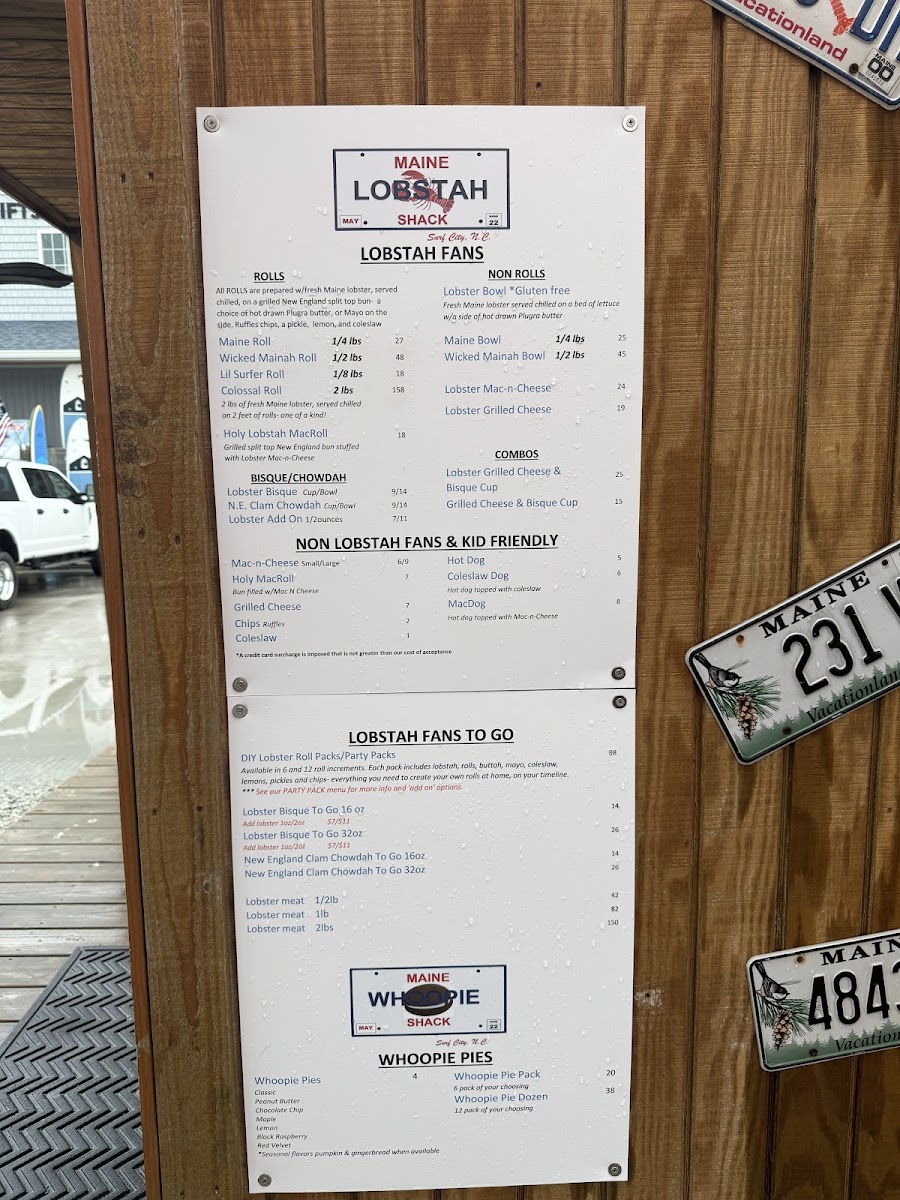 IFTS
cationland
MAINE
00
MAINE
LOBSTAH
SHACK
MAY
22
Surf City, N.C.
LOBSTAH FANS
ROLLS
All ROLLS are prepared w/fresh Maine lobster, served
chilled, on a grilled New England split top bun- a
choice of hot drawn Plugra butter, or Mayo on the
side, Ruffles chips, a pickle, lemon, and coleslaw
Maine Roll 1/4 lbs 27
Wicked Mainah Roll 1/2 lbs 48
Lil Surfer Roll 1/8 lbs 18
Colossal Roll 2 lbs 158
2 lbs of fresh Maine lobster, served chilled
on 2 feet of rolls- one of a kind!
Holy Lobstah MacRoll 18
Grilled split top New England bun stuffed
with Lobster Mac-n-Cheese
BISQUE/CHOWDAH
Lobster Bisque Cup/Bowl 9/14
N.E. Clam Chowdah Cup/Bowl 9/14
Lobster Add On 1/2ounces 7/11
NON ROLLS
Lobster Bowl *Gluten free
Fresh Maine lobster served chilled on a bed of lettuce
w/a side of hot drawn Plugra butter
Maine Bowl 1/4 lbs 25
Wicked Mainah Bowl 1/2 lbs 45
Lobster Mac-n-Cheese 24
Lobster Grilled Cheese 19
COMBOS
Lobster Grilled Cheese &
Bisque Cup 25
Grilled Cheese & Bisque Cup 15
NON LOBSTAH FANS & KID FRIENDLY
Mac-n-Cheese Small/Large 6/9
Holy MacRoll 7
Bun filled w/Mac N Cheese
Grilled Cheese 7
Chips Ruffles 2
Coleslaw 1
Hot Dog 5
Coleslaw Dog 6
Hot dog topped with coleslaw
MacDog 8
Hot dog topped with Mac-n-Cheese
*A credit card surcharge is imposed that is not greater than our cost of acceptance
LOBSTAH FANS TO GO
DIY Lobster Roll Packs/Party Packs 98
Available in 6 and 12 roll increments. Each pack includes lobstah, rolls, buttah, mayo, coleslaw,
lemons, pickles and chips- everything you need to create your own rolls at home, on your timeline.
*** See our PARTY PACK menu for more info and 'add on' options.
Lobster Bisque To Go 16 oz 14
Add lobster 1oz/2oz $7/$11
Lobster Bisque To Go 32oz 26
Add lobster 1oz/2oz $7/$11
New England Clam Chowdah To Go 16oz 14
New England Clam Chowdah To Go 32oz 26
Lobster meat 1/2lb 42
Lobster meat 1lb 82
Lobster meat 2lbs 150
MAINE
WHOOPIE
SHACK
MAY
22
Surf City, N.C.
WHOOPIE PIES
Whoopie Pies 4
Classic
Peanut Butter
Chocolate Chip
Maple
Lemon
Black Raspberry
Red Velvet
*Seasonal flavors pumpkin & gingerbread when available
Whoopie Pie Pack 20
6 pack of your choosing
Whoopie Pie Dozen 38
12 pack of your choosing
MAINE
231
Vacationland
MAIN
4843
Vacation